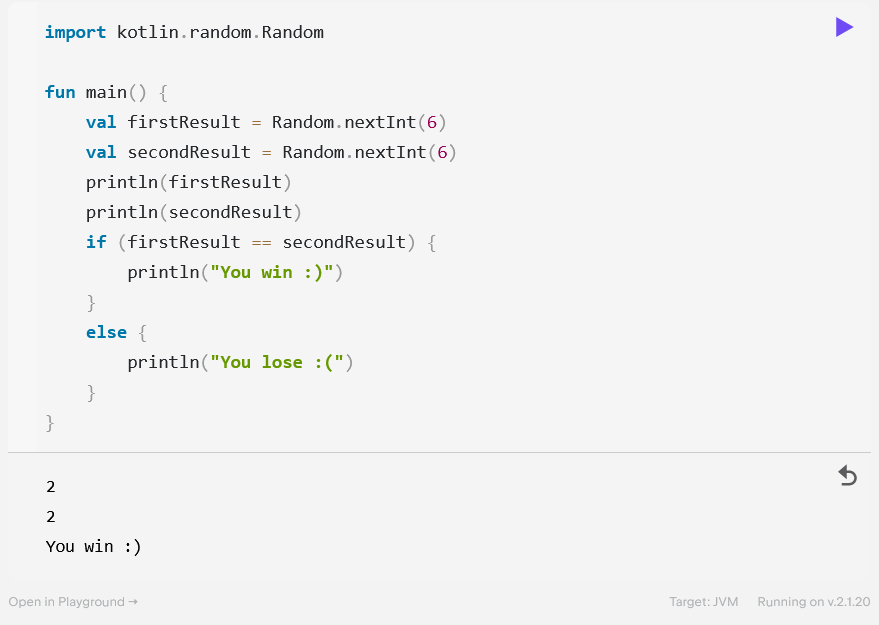 import kotlin.random.Random
fun main() {
    val firstResult = Random.nextInt(6)
    val secondResult = Random.nextInt(6)
    println(firstResult)
    println(secondResult)
    if (firstResult == secondResult) {
        println("You win :)")
    }
    else {
        println("You lose :(")
    }
}
2
2
You win :)
Open in Playground → Target: JVM Running on v.2.1.20